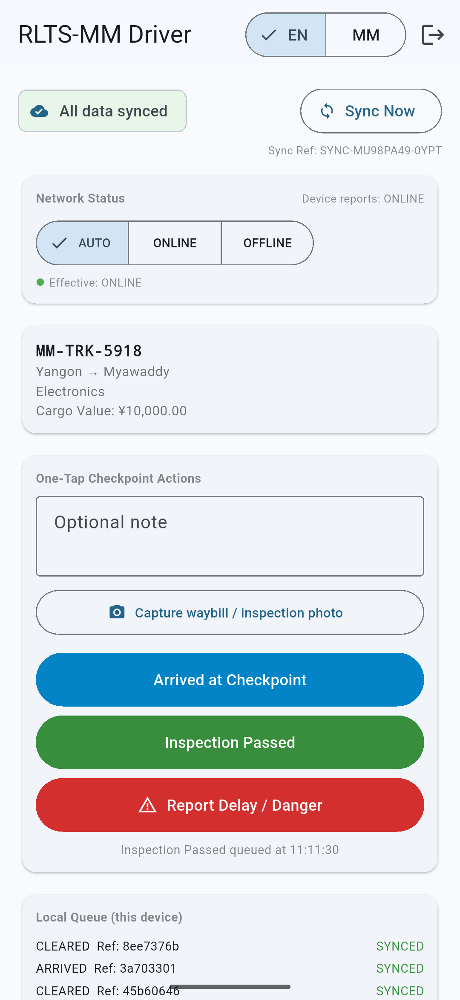 RLTS-MM Driver
EN
MM
All data synced
Sync Now
Sync Ref: SYNC-MU98PA49-0YPT
Network Status
Device reports: ONLINE
AUTO
ONLINE
OFFLINE
Effective: ONLINE
MM-TRK-5918
Yangon → Myawaddy
Electronics
Cargo Value: ¥10,000.00
One-Tap Checkpoint Actions
Optional note
Capture waybill / inspection photo
Arrived at Checkpoint
Inspection Passed
Report Delay / Danger
Inspection Passed queued at 11:11:30
Local Queue (this device)
CLEARED Ref: 8ee7376b SYNCED
ARRIVED Ref: 3a703301 SYNCED
CLEARED Ref: 45b60646 SYNCED